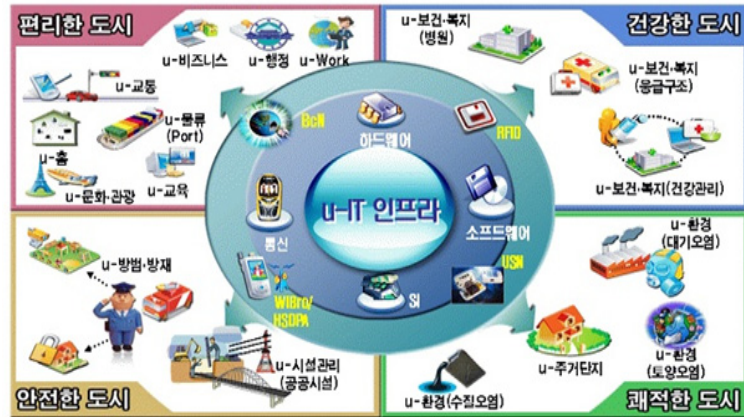 편리한 도시
u-비즈니스
u-행정
u-Work
u-교통
u-물류
(Port)
u-홈
u-문화·관광
u-교육
건강한 도시
u-보건·복지
(병원)
u-보건·복지
(응급구조)
u-보건·복지(건강관리)
BcN
하드웨어
RFID
u-IT 인프라
통신
소프트웨어
WiBro/
HSDPA
SI
USN
u-방범·방재
u-시설관리
(공공시설)
안전한 도시
u-환경
(대기오염)
u-주거단지
u-환경
(토양오염)
u-환경(수질오염)
쾌적한 도시